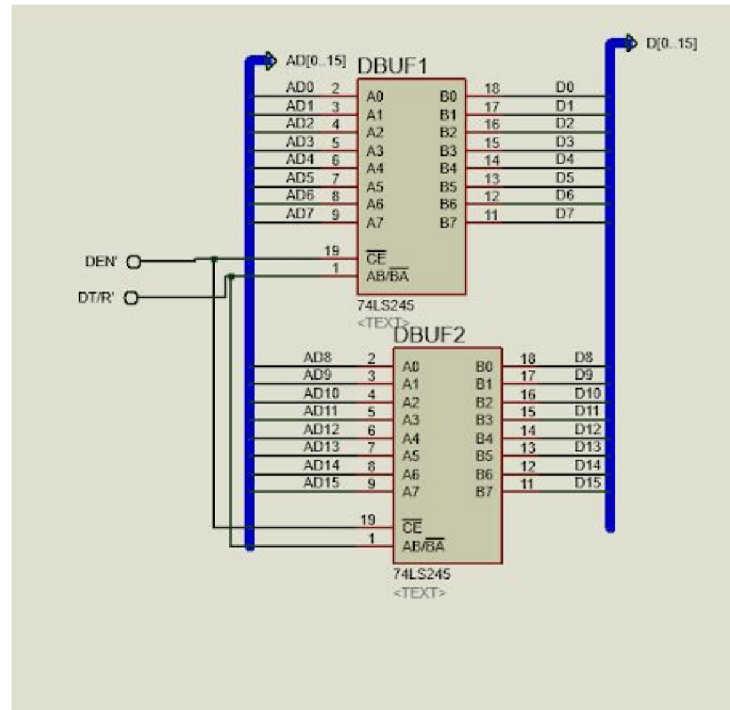 AD[0..15] DBUF1 D[0..15]
AD0 2 A0 B0 18 D0
AD1 3 A1 B1 17 D1
AD2 4 A2 B2 16 D2
AD3 5 A3 B3 15 D3
AD4 6 A4 B4 14 D4
AD5 7 A5 B5 13 D5
AD6 8 A6 B6 12 D6
AD7 9 A7 B7 11 D7
DEN' 19 CE
DT/R' 1 AB/BA
74LS245
<TEXT>
DBUF2
AD8 2 A0 B0 18 D8
AD9 3 A1 B1 17 D9
AD10 4 A2 B2 16 D10
AD11 5 A3 B3 15 D11
AD12 6 A4 B4 14 D12
AD13 7 A5 B5 13 D13
AD14 8 A6 B6 12 D14
AD15 9 A7 B7 11 D15
19 CE
1 AB/BA
74LS245
<TEXT>